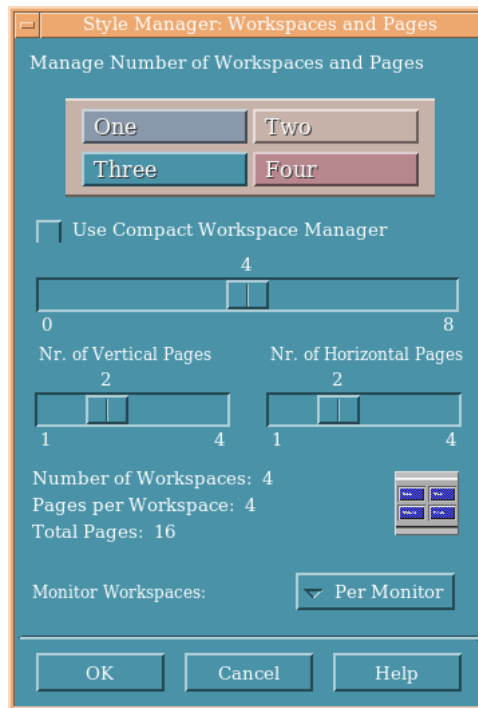 Style Manager: Workspaces and Pages
Manage Number of Workspaces and Pages
One Two
Three Four
Use Compact Workspace Manager
4
0 8
Nr. of Vertical Pages Nr. of Horizontal Pages
2 2
1 4 1 4
Number of Workspaces: 4
Pages per Workspace: 4
Total Pages: 16
Monitor Workspaces: Per Monitor
OK Cancel Help